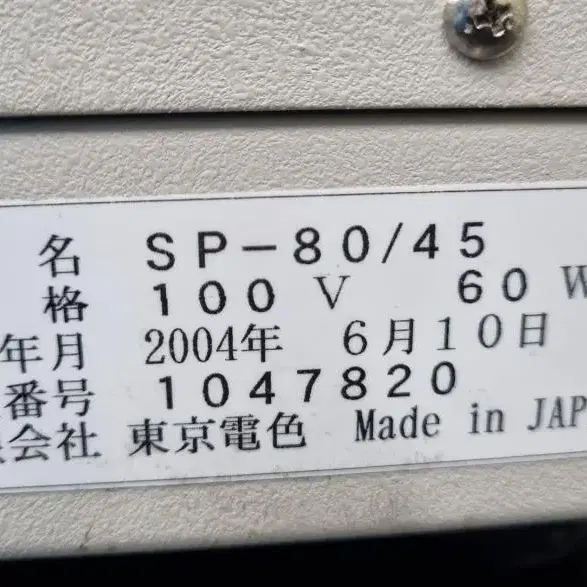 名 SP-80/45
格 100 V 60 W
年月 2004年 6月10日
番号 1047820
会社 東京電色 Made in JAP